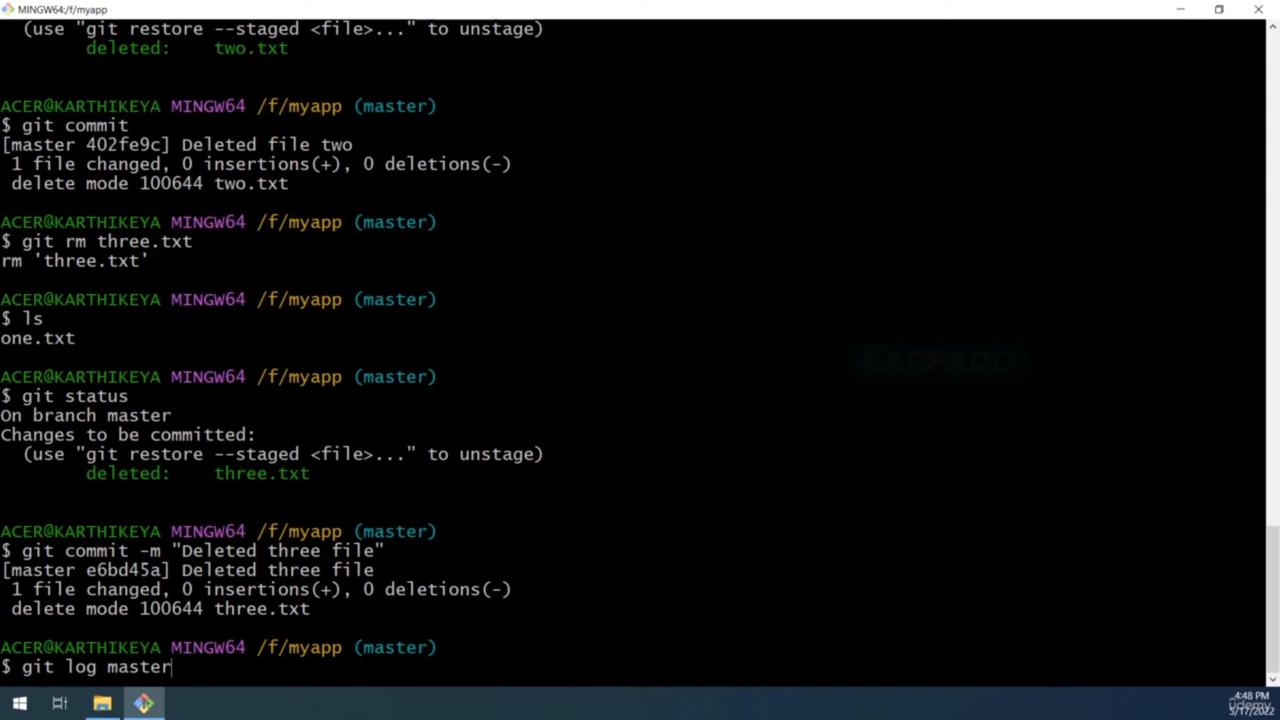 MINGW64:/f/myapp
(use "git restore --staged <file>..." to unstage)
deleted: two.txt
ACER@KARTHIKEYA MINGW64 /f/myapp (master)
$ git commit
[master 402fe9c] Deleted file two
1 file changed, 0 insertions(+), 0 deletions(-)
delete mode 100644 two.txt
ACER@KARTHIKEYA MINGW64 /f/myapp (master)
$ git rm three.txt
rm 'three.txt'
ACER@KARTHIKEYA MINGW64 /f/myapp (master)
$ ls
one.txt
ACER@KARTHIKEYA MINGW64 /f/myapp (master)
$ git status
On branch master
Changes to be committed:
(use "git restore --staged <file>..." to unstage)
deleted: three.txt
ACER@KARTHIKEYA MINGW64 /f/myapp (master)
$ git commit -m "Deleted three file"
[master e6bd45a] Deleted three file
1 file changed, 0 insertions(+), 0 deletions(-)
delete mode 100644 three.txt
ACER@KARTHIKEYA MINGW64 /f/myapp (master)
$ git log master
KARPADO
4:48 PM
5/17/2022
udemy